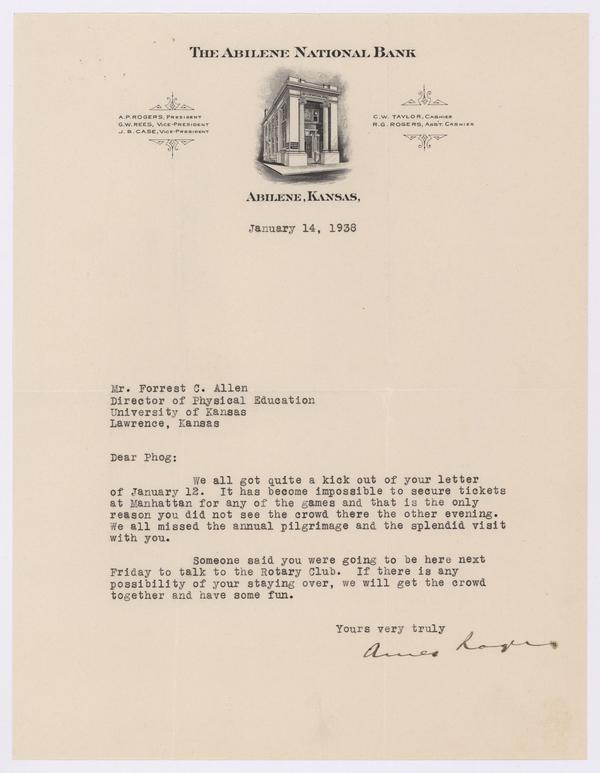 THE ABILENE NATIONAL BANK
A.P. ROGERS, PRESIDENT
G.W. REES, VICE-PRESIDENT
J. B. CASE, VICE-PRESIDENT
C. W. TAYLOR, CASHIER
R. G. ROGERS, ASS'T. CASHIER
ABILENE, KANSAS,
January 14, 1938
Mr. Forrest C. Allen
Director of Physical Education
University of Kansas
Lawrence, Kansas
Dear Phog:
We all got quite a kick out of your letter
of January 12. It has become impossible to secure tickets
at Manhattan for any of the games and that is the only
reason you did not see the crowd there the other evening.
We all missed the annual pilgrimage and the splendid visit
with you.
Someone said you were going to be here next
Friday to talk to the Rotary Club. If there is any
possibility of your staying over, we will get the crowd
together and have some fun.
Yours very truly
Rogers